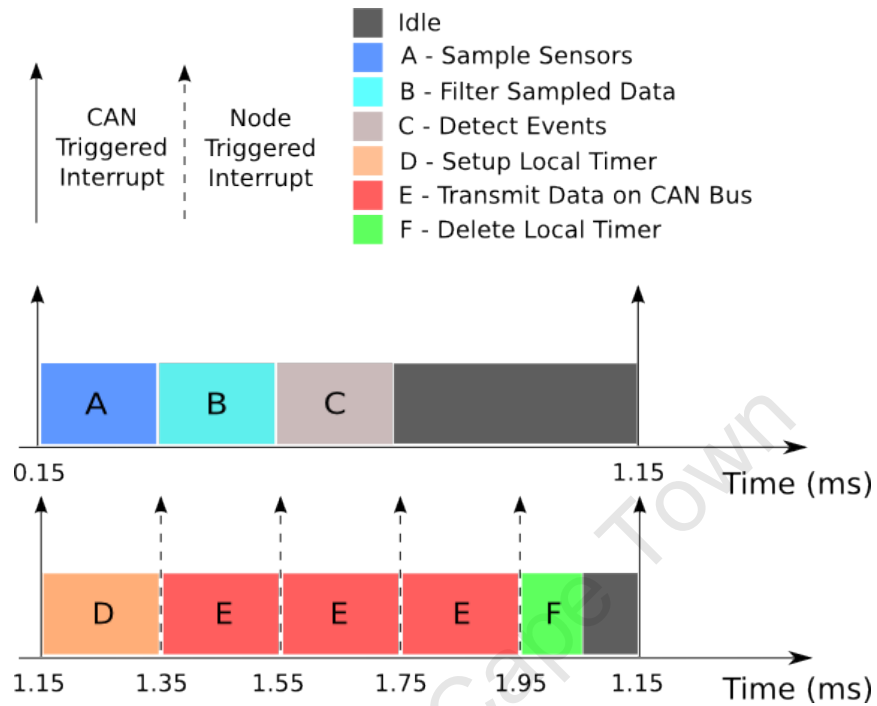 Idle
A - Sample Sensors
B - Filter Sampled Data
C - Detect Events
D - Setup Local Timer
E - Transmit Data on CAN Bus
F - Delete Local Timer
CAN
Triggered
Interrupt
Node
Triggered
Interrupt
A B C
0.15 1.15
Time (ms)
D E E E F
1.15 1.35 1.55 1.75 1.95 1.15
Time (ms)
Cape Town